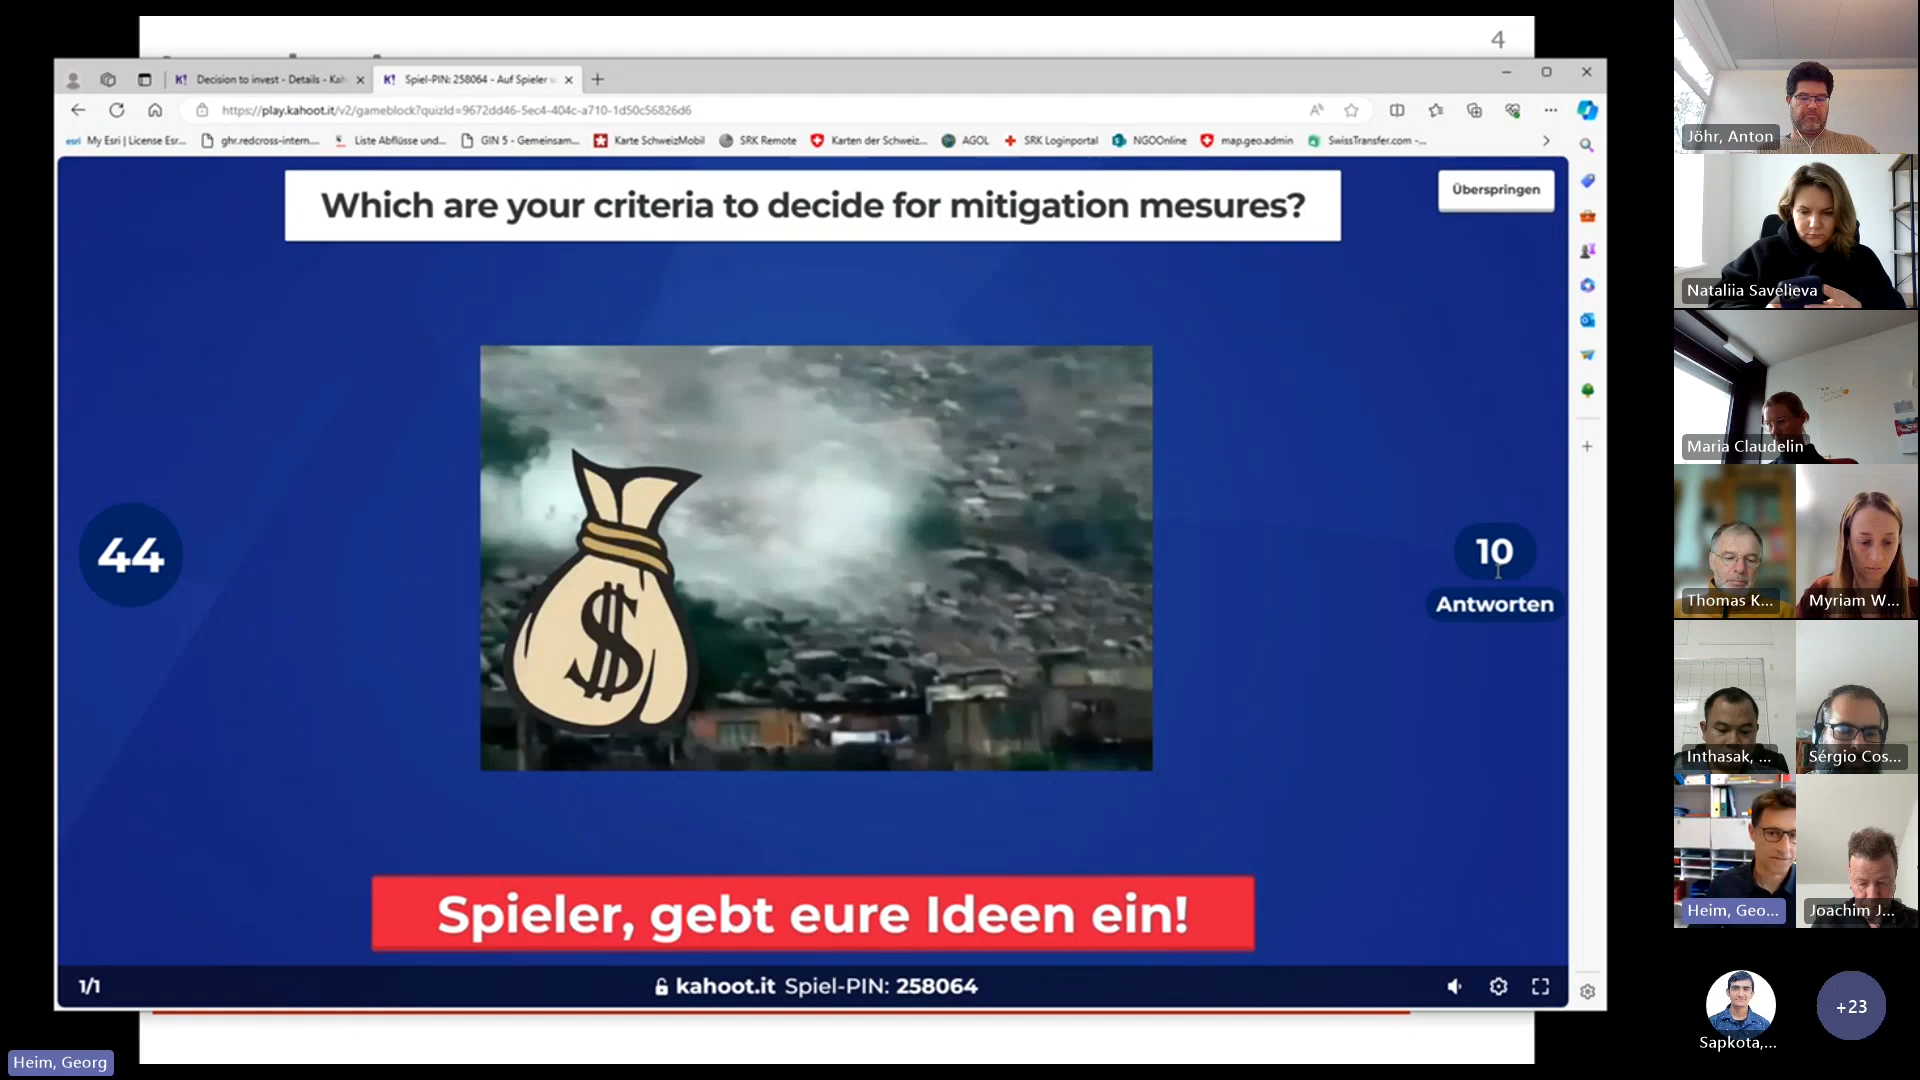 4
Decision to invest - Details - Kah
Spiel-PIN: 258064 - Auf Spieler w
https://play.kahoot.it/v2/gameblock?quizId=9672dd46-5ec4-404c-a710-1d50c56826d6
My Esri | License Esr...
ghr.redcross-intern....
Liste Abflüsse und...
GIN 5 - Gemeinsam...
Karte SchweizMobil
SRK Remote
Karten der Schweiz...
AGOL
SRK Loginportal
NGOOnline
map.geo.admin
SwissTransfer.com -...
Which are your criteria to decide for mitigation mesures?
Überspringen
44
$
10
Antworten
Spieler, gebt eure Ideen ein!
1/1
kahoot.it Spiel-PIN: 258064
Heim, Georg
Jöhr, Anton
Nataliia Savelieva
Maria Claudelin
Thomas K...
Myriam W...
Inthasak, ...
Sérgio Cos...
Heim, Geo...
Joachim J...
Sapkota,...
+23